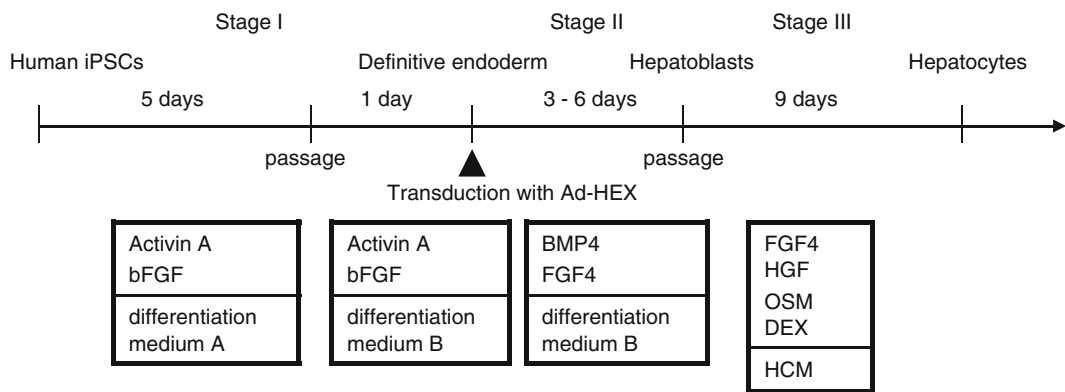 Stage I
Stage II
Stage III
Human iPSCs
Definitive endoderm
Hepatoblasts
Hepatocytes
5 days
1 day
3 - 6 days
9 days
passage
passage
Transduction with Ad-HEX
Activin A
bFGF
differentiation
medium A
Activin A
bFGF
differentiation
medium B
BMP4
FGF4
differentiation
medium B
FGF4
HGF
OSM
DEX
HCM